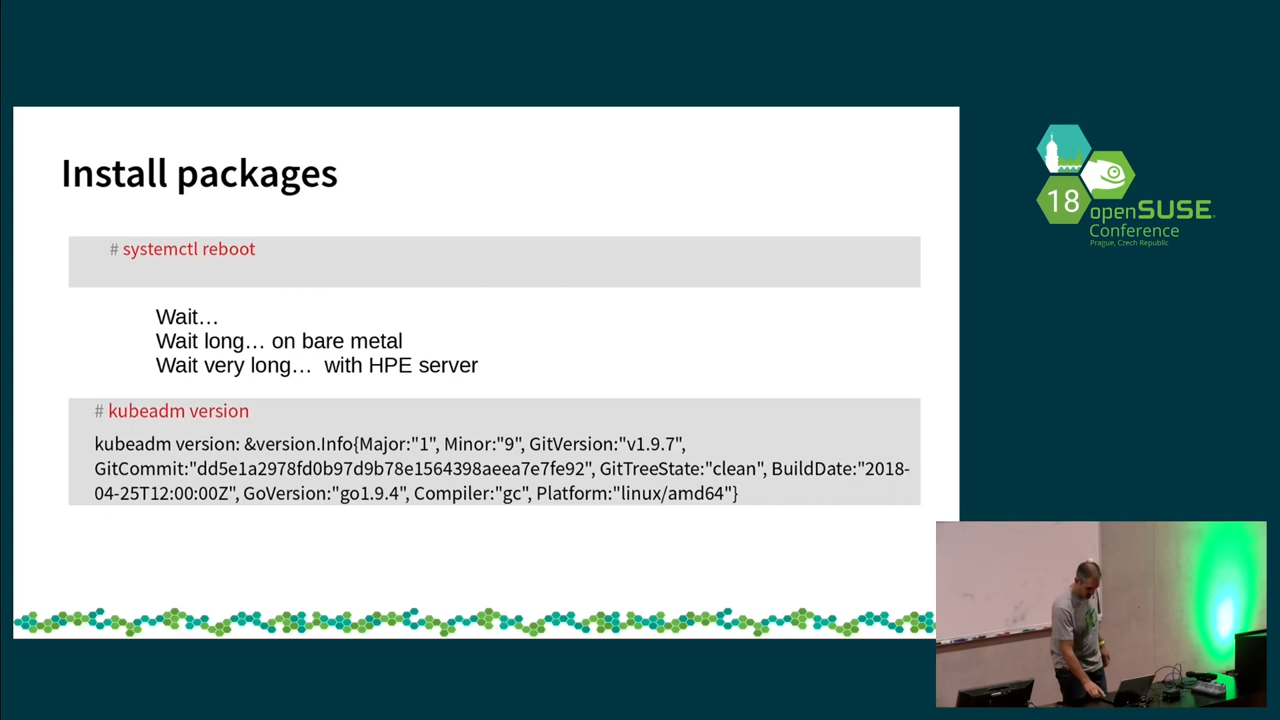 Install packages
# systemctl reboot
Wait…
Wait long… on bare metal
Wait very long… with HPE server
# kubeadm version
kubeadm version: &version.Info{Major:"1", Minor:"9", GitVersion:"v1.9.7",
GitCommit:"dd5e1a2978fd0b97d9b78e1564398aeea7e7fe92", GitTreeState:"clean", BuildDate:"2018-
04-25T12:00:00Z", GoVersion:"go1.9.4", Compiler:"gc", Platform:"linux/amd64"}
18
openSUSE
Conference
Prague, Czech Republic